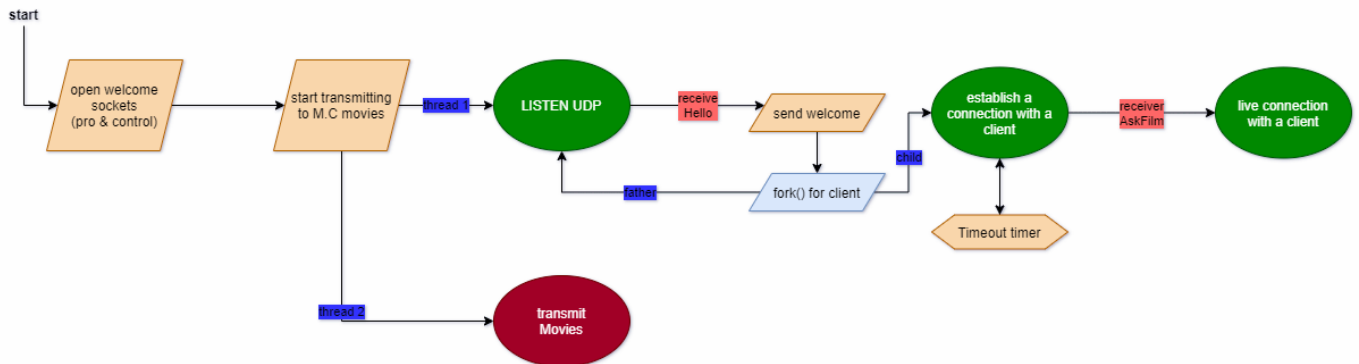 start
open welcome
sockets
(pro & control)
start transmitting
to M.C movies
thread 1
LISTEN UDP
receive
Hello
send welcome
establish a
connection with a
client
receiver
AskFilm
live connection
with a client
child
father
fork() for client
Timeout timer
thread 2
transmit
Movies